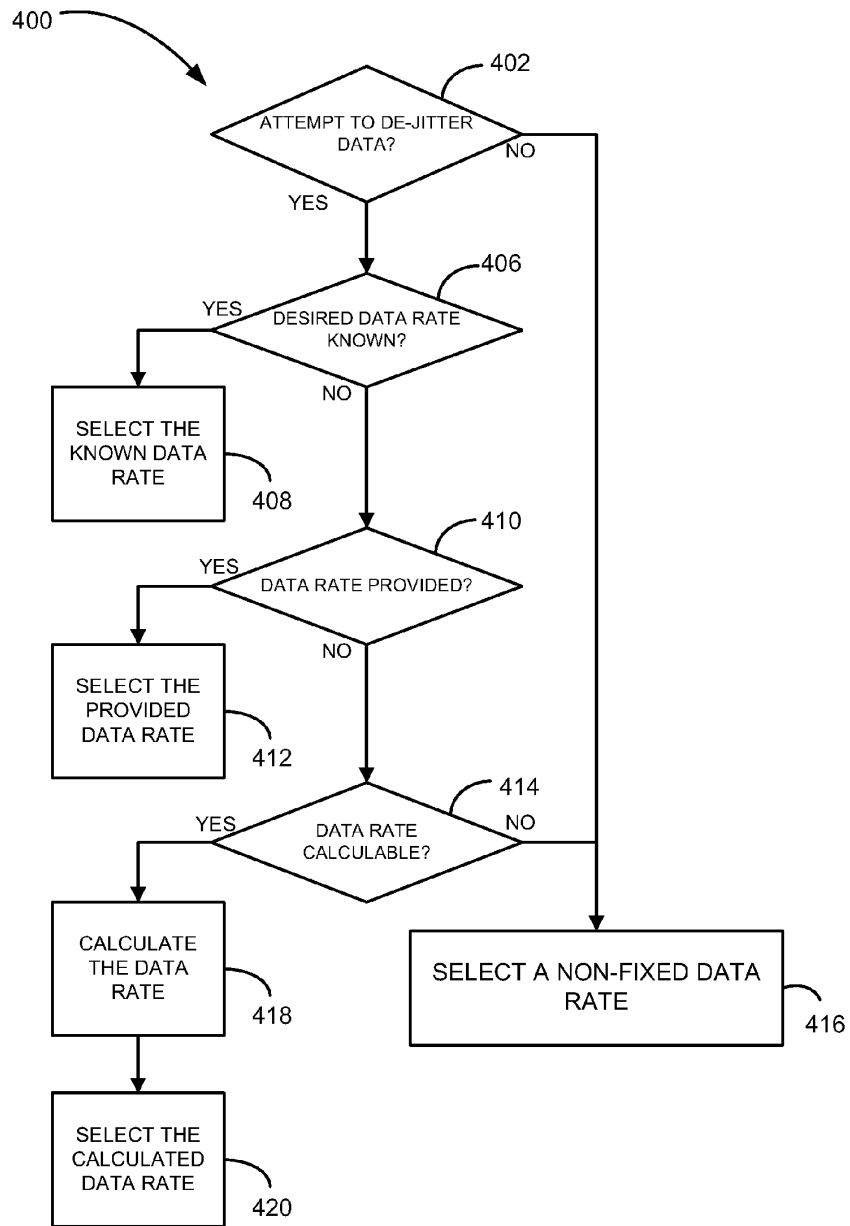 400
402
ATTEMPT TO DE-JITTER
DATA?
NO
YES
406
YES
DESIRED DATA RATE
KNOWN?
NO
SELECT THE
KNOWN DATA
RATE
408
410
YES
DATA RATE PROVIDED?
NO
SELECT THE
PROVIDED
DATA RATE
412
414
YES
DATA RATE
CALCULABLE?
NO
CALCULATE
THE DATA
RATE
418
SELECT A NON-FIXED DATA
RATE
416
SELECT THE
CALCULATED
DATA RATE
420